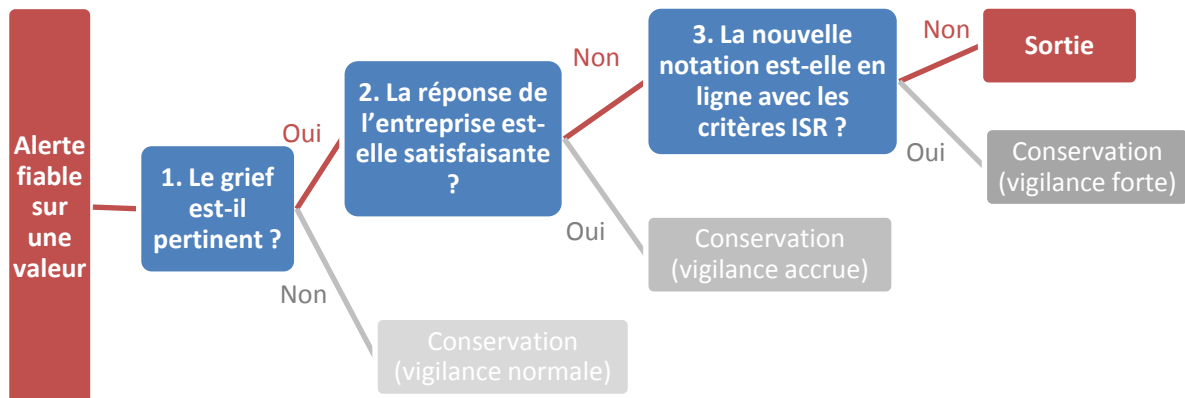 Alerte
fiable
sur
une
valeur
1. Le grief
est-il
pertinent ?
Oui
Non
2. La réponse de
l’entreprise est-
elle satisfaisante
?
Non
Oui
Conservation
(vigilance normale)
3. La nouvelle
notation est-elle en
ligne avec les
critères ISR ?
Non
Oui
Conservation
(vigilance accrue)
Sortie
Conservation
(vigilance forte)